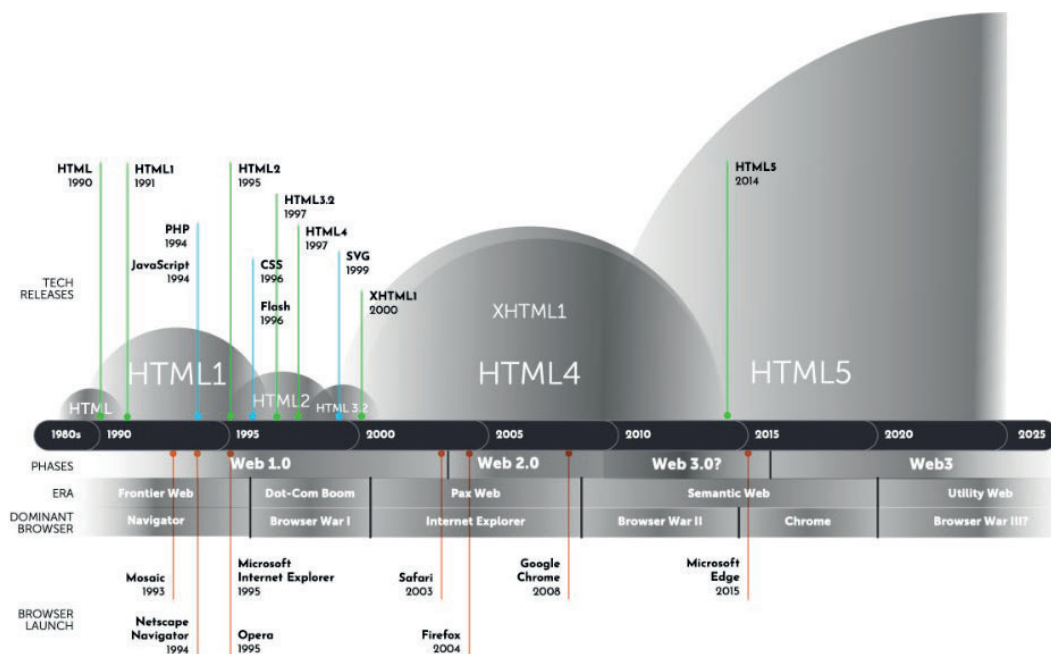 HTML
1990
HTML1
1991
HTML2
1995
HTML5
2014
HTML3.2
1997
PHP
1994
HTML4
1997
JavaScript
1994
CSS
1996
SVG
1999
TECH
RELEASES
Flash
1996
XHTML1
2000
XHTML1
HTML1
HTML4
HTML5
HTML
HTML2
HTML 3.2
1980s 1990 1995 2000 2005 2010 2015 2020 2025
PHASES Web 1.0 Web 2.0 Web 3.0? Web3
ERA Frontier Web Dot-Com Boom Pax Web Semantic Web Utility Web
DOMINANT
BROWSER
Navigator Browser War I Internet Explorer Browser War II Chrome Browser War III?
Mosaic
1993
Microsoft
Internet Explorer
1995
Safari
2003
Google
Chrome
2008
Microsoft
Edge
2015
BROWSER
LAUNCH
Netscape
Navigator
1994
Opera
1995
Firefox
2004